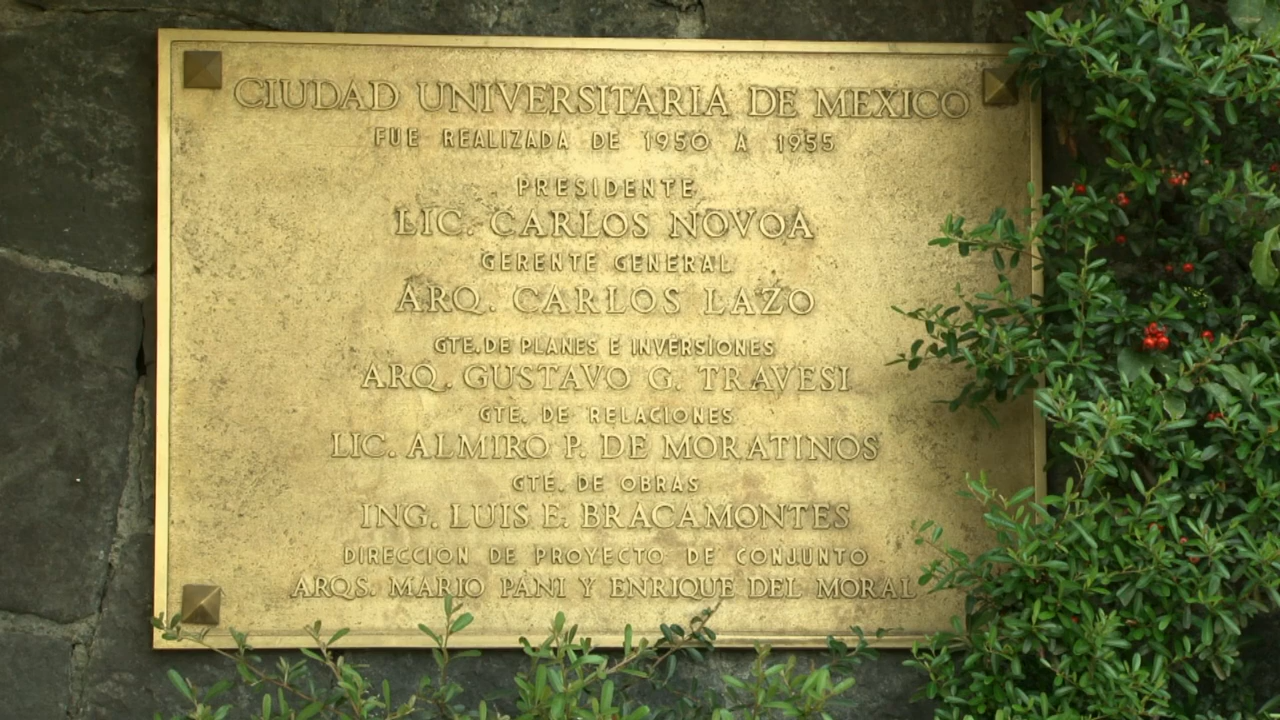 CIUDAD UNIVERSITARIA DE MEXICO
FUE REALIZADA DE 1950 A 1955
PRESIDENTE
LIC. CARLOS NOVOA
GERENTE GENERAL
ARQ. CARLOS LAZO
GTE. DE PLANES E INVERSIONES
ARQ. GUSTAVO G. TRAVESI
GTE. DE RELACIONES
LIC. ALMIRO P. DE MORATINOS
GTE. DE OBRAS
ING. LUIS E. BRACAMONTES
DIRECCION DE PROYECTO DE CONJUNTO
ARQS. MARIO PANI Y ENRIQUE DEL MORAL